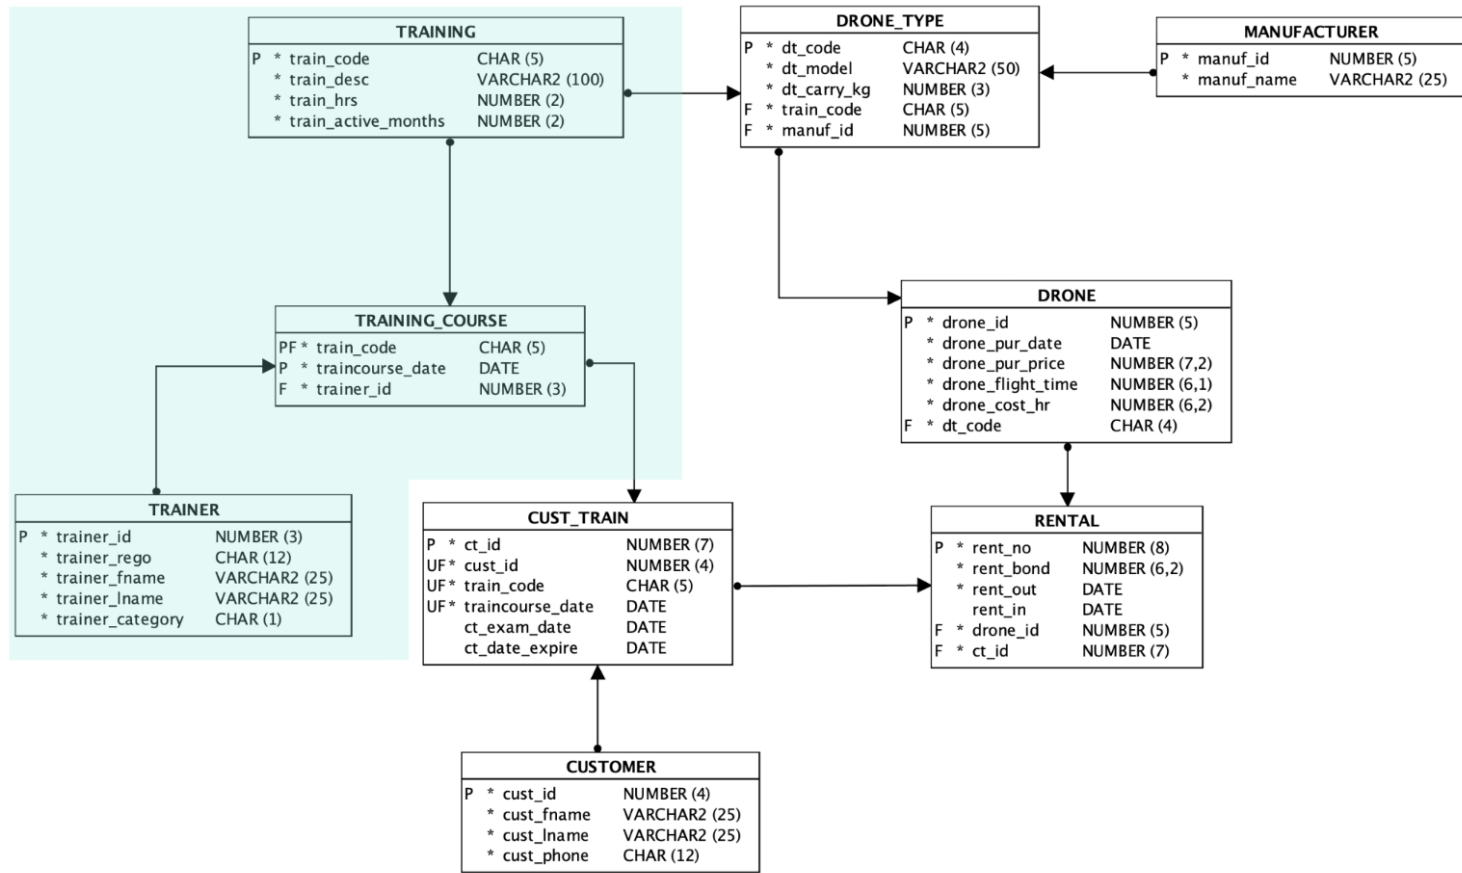 TRAINING
P * train_code CHAR (5)
* train_desc VARCHAR2 (100)
* train_hrs NUMBER (2)
* train_active_months NUMBER (2)
DRONE_TYPE
P * dt_code CHAR (4)
* dt_model VARCHAR2 (50)
* dt_carry_kg NUMBER (3)
F * train_code CHAR (5)
F * manuf_id NUMBER (5)
MANUFACTURER
P * manuf_id NUMBER (5)
* manuf_name VARCHAR2 (25)
TRAINING_COURSE
PF * train_code CHAR (5)
P * traincourse_date DATE
F * trainer_id NUMBER (3)
DRONE
P * drone_id NUMBER (5)
* drone_pur_date DATE
* drone_pur_price NUMBER (7,2)
* drone_flight_time NUMBER (6,1)
* drone_cost_hr NUMBER (6,2)
F * dt_code CHAR (4)
TRAINER
P * trainer_id NUMBER (3)
* trainer_rego CHAR (12)
* trainer_fname VARCHAR2 (25)
* trainer_lname VARCHAR2 (25)
* trainer_category CHAR (1)
CUST_TRAIN
P * ct_id NUMBER (7)
UF * cust_id NUMBER (4)
UF * train_code CHAR (5)
UF * traincourse_date DATE
ct_exam_date DATE
ct_date_expire DATE
RENTAL
P * rent_no NUMBER (8)
* rent_bond NUMBER (6,2)
* rent_out DATE
rent_in DATE
F * drone_id NUMBER (5)
F * ct_id NUMBER (7)
CUSTOMER
P * cust_id NUMBER (4)
* cust_fname VARCHAR2 (25)
* cust_lname VARCHAR2 (25)
* cust_phone CHAR (12)